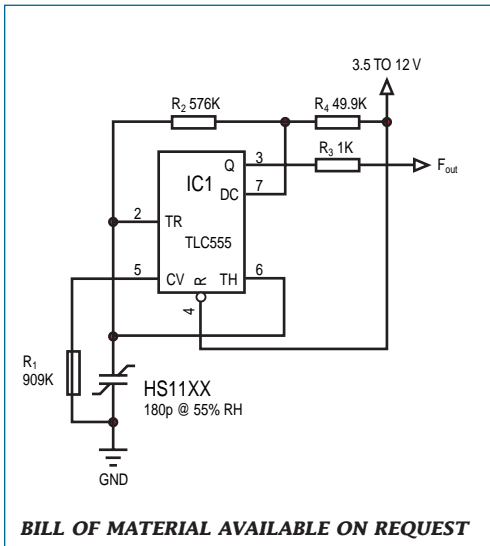 3.5 TO 12 V
R2 576K
R4 49.9K
R3 1K
Fout
IC1
Q
3
DC
7
2
TR
TLC555
5
CV
R
TH
6
4
R1
909K
HS11XX
180p @ 55% RH
GND
BILL OF MATERIAL AVAILABLE ON REQUEST